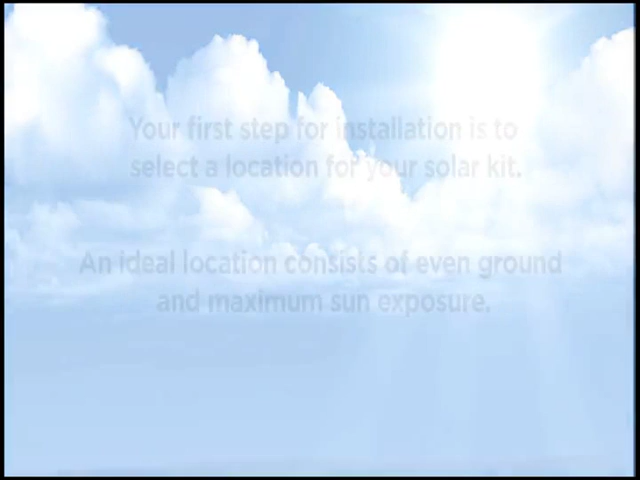 Your first step for installation is to
select a location for your solar kit.
An ideal location consists of even ground
and maximum sun exposure.